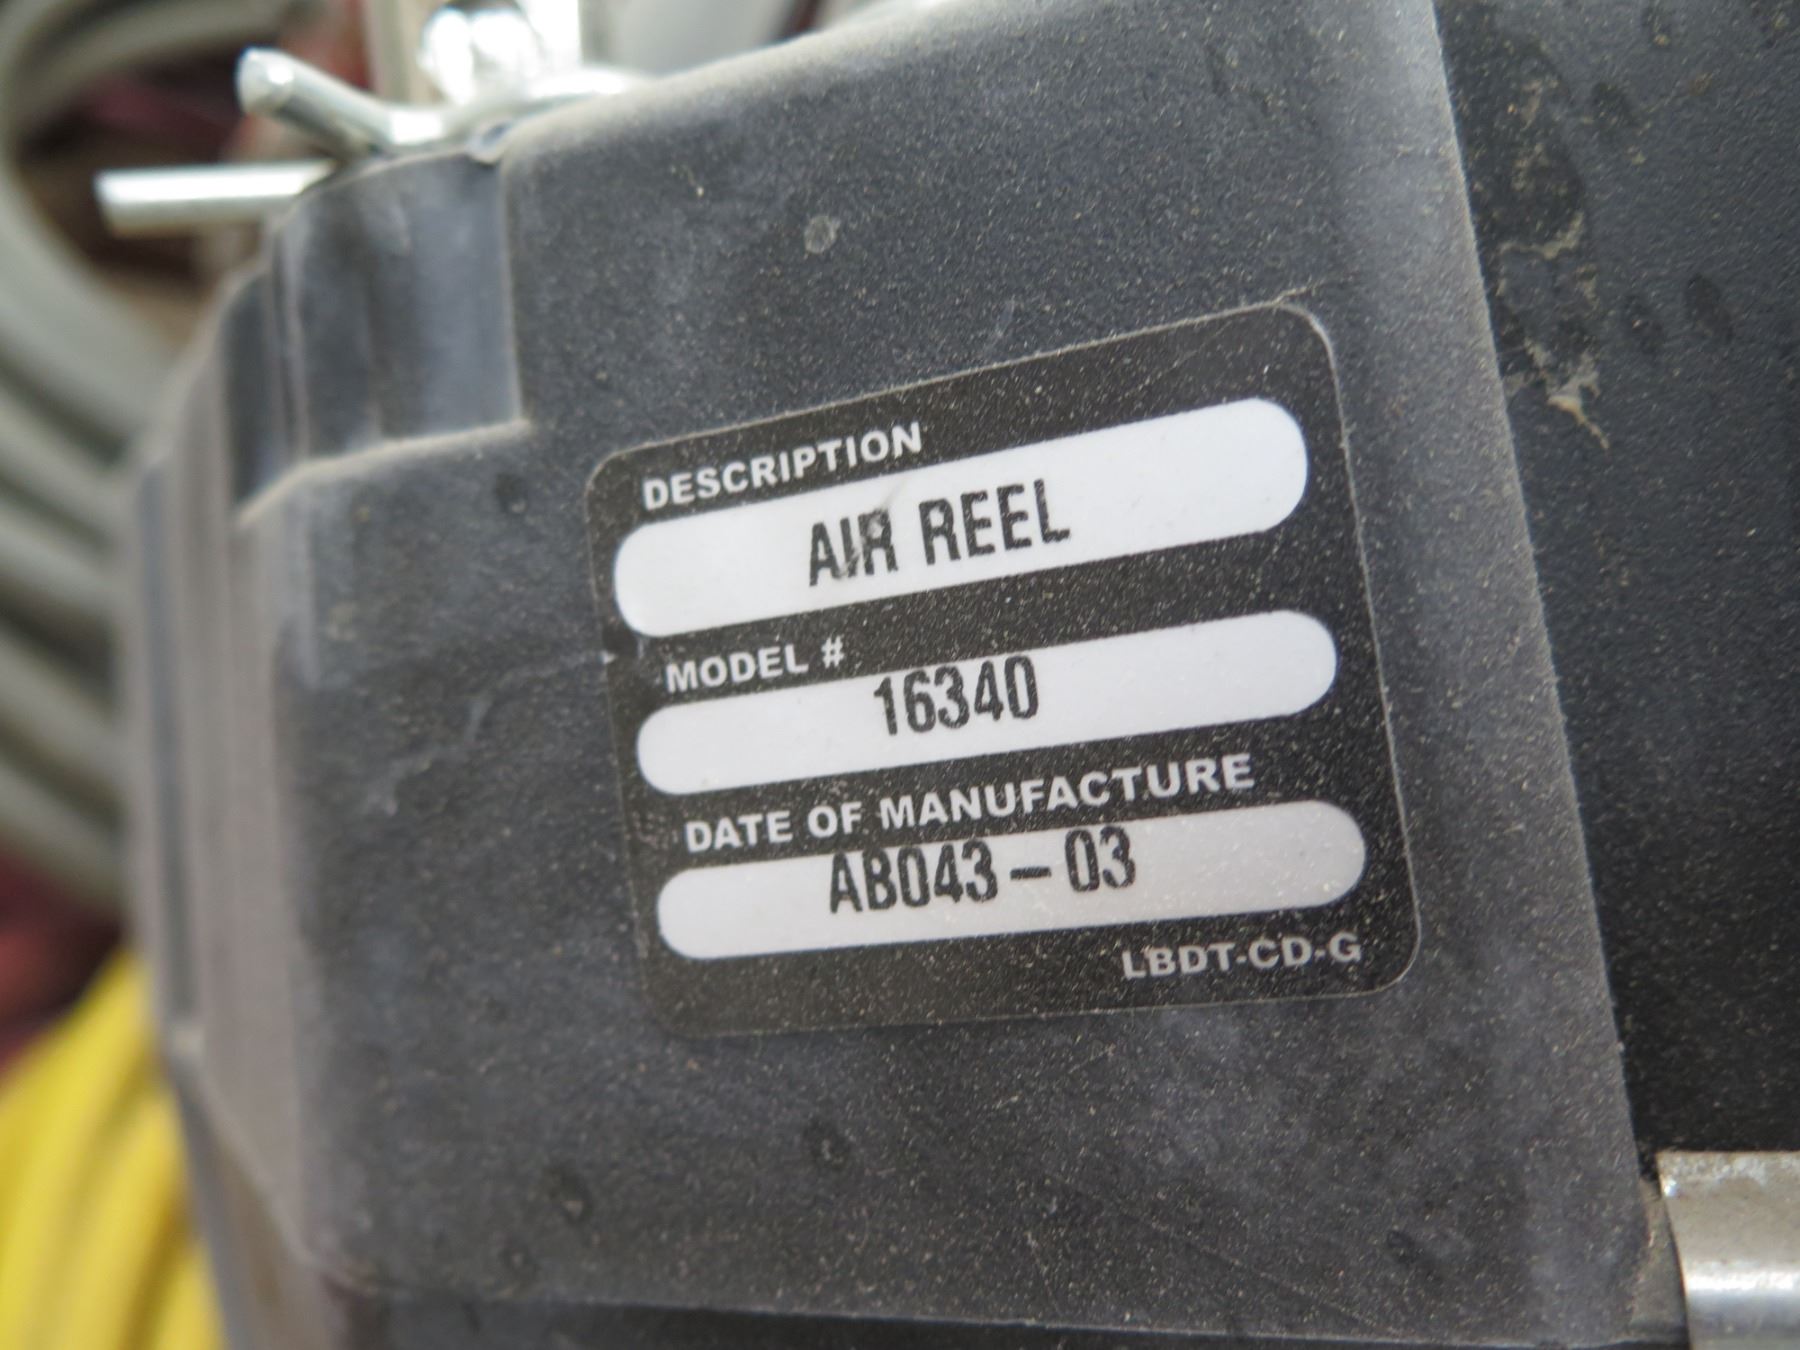 DESCRIPTION
AIR REEL
MODEL #
16340
DATE OF MANUFACTURE
AB043-03
LBDT-CD-G